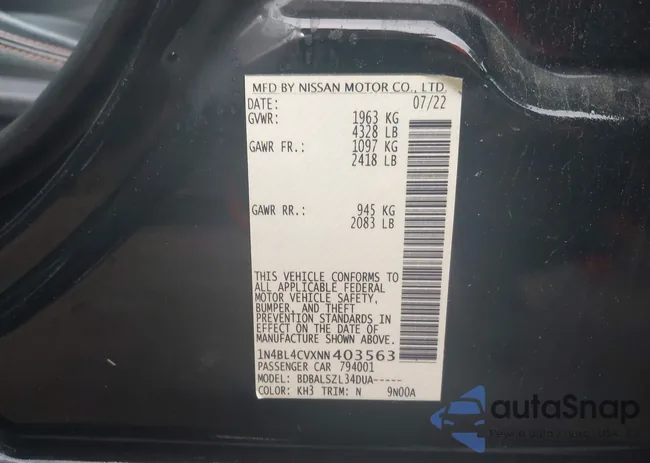 MFD BY NISSAN MOTOR CO., LTD.
DATE: 07/22
GVWR: 1963 KG
4328 LB
GAWR FR.: 1097 KG
2418 LB
GAWR RR.: 945 KG
2083 LB
THIS VEHICLE CONFORMS TO
ALL APPLICABLE FEDERAL
MOTOR VEHICLE SAFETY,
BUMPER, AND THEFT
PREVENTION STANDARDS IN
EFFECT ON THE DATE OF
MANUFACTURE SHOWN ABOVE.
1N4BL4CVXNN403563
PASSENGER CAR 794001
MODEL: BDBALSZL34DUA-----
COLOR: KH3 TRIM: N 9N00A
autoSnap